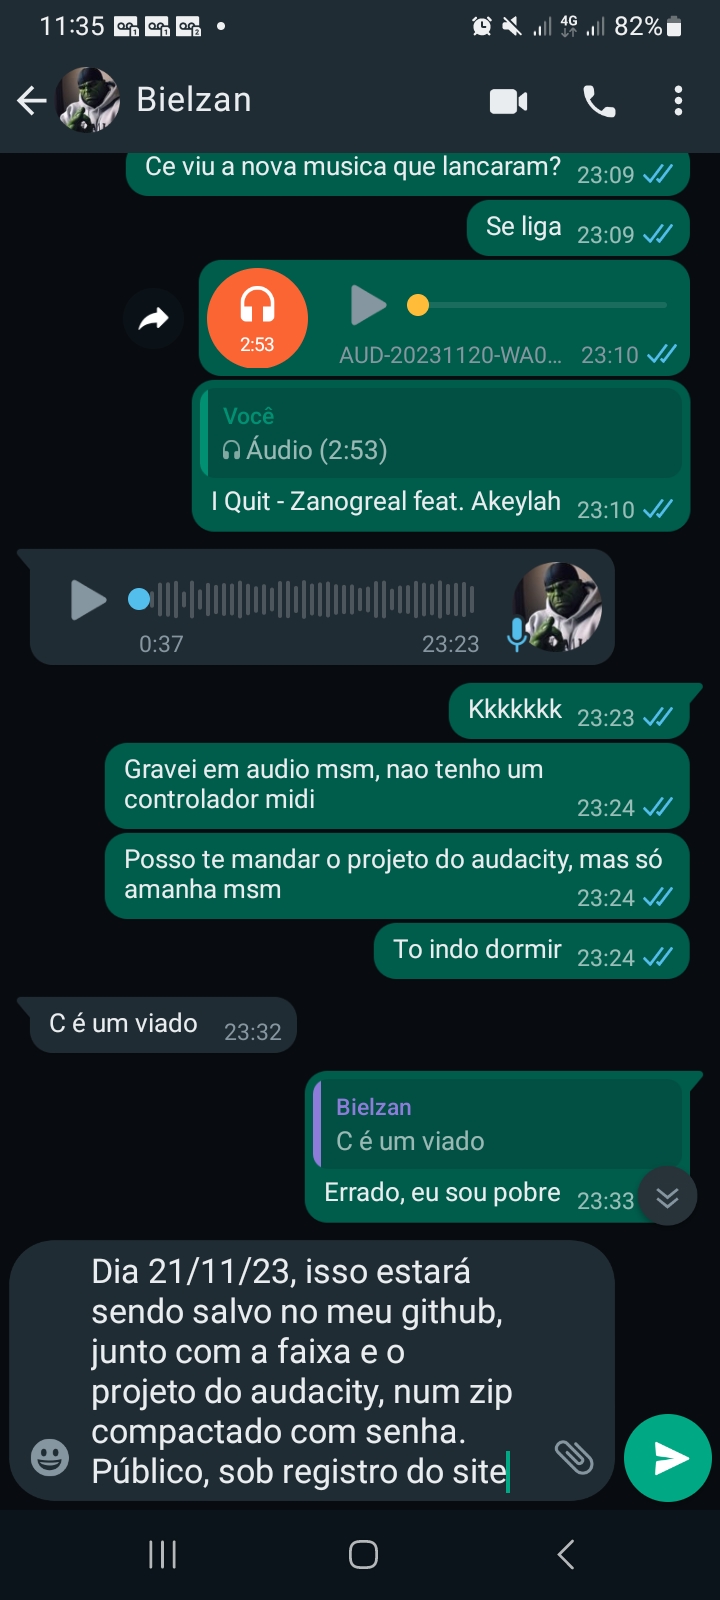 11:35
4G
82%
Bielzan
Ce viu a nova musica que lancaram? 23:09
Se liga 23:09
2:53
AUD-20231120-WA0... 23:10
Você
Áudio (2:53)
I Quit - Zanogreal feat. Akeylah 23:10
0:37 23:23
Kkkkkkk 23:23
Gravei em audio msm, nao tenho um
controlador midi 23:24
Posso te mandar o projeto do audacity, mas só
amanha msm 23:24
To indo dormir 23:24
C é um viado 23:32
Bielzan
C é um viado
Errado, eu sou pobre 23:33
Dia 21/11/23, isso estará
sendo salvo no meu github,
junto com a faixa e o
projeto do audacity, num zip
compactado com senha.
Público, sob registro do site